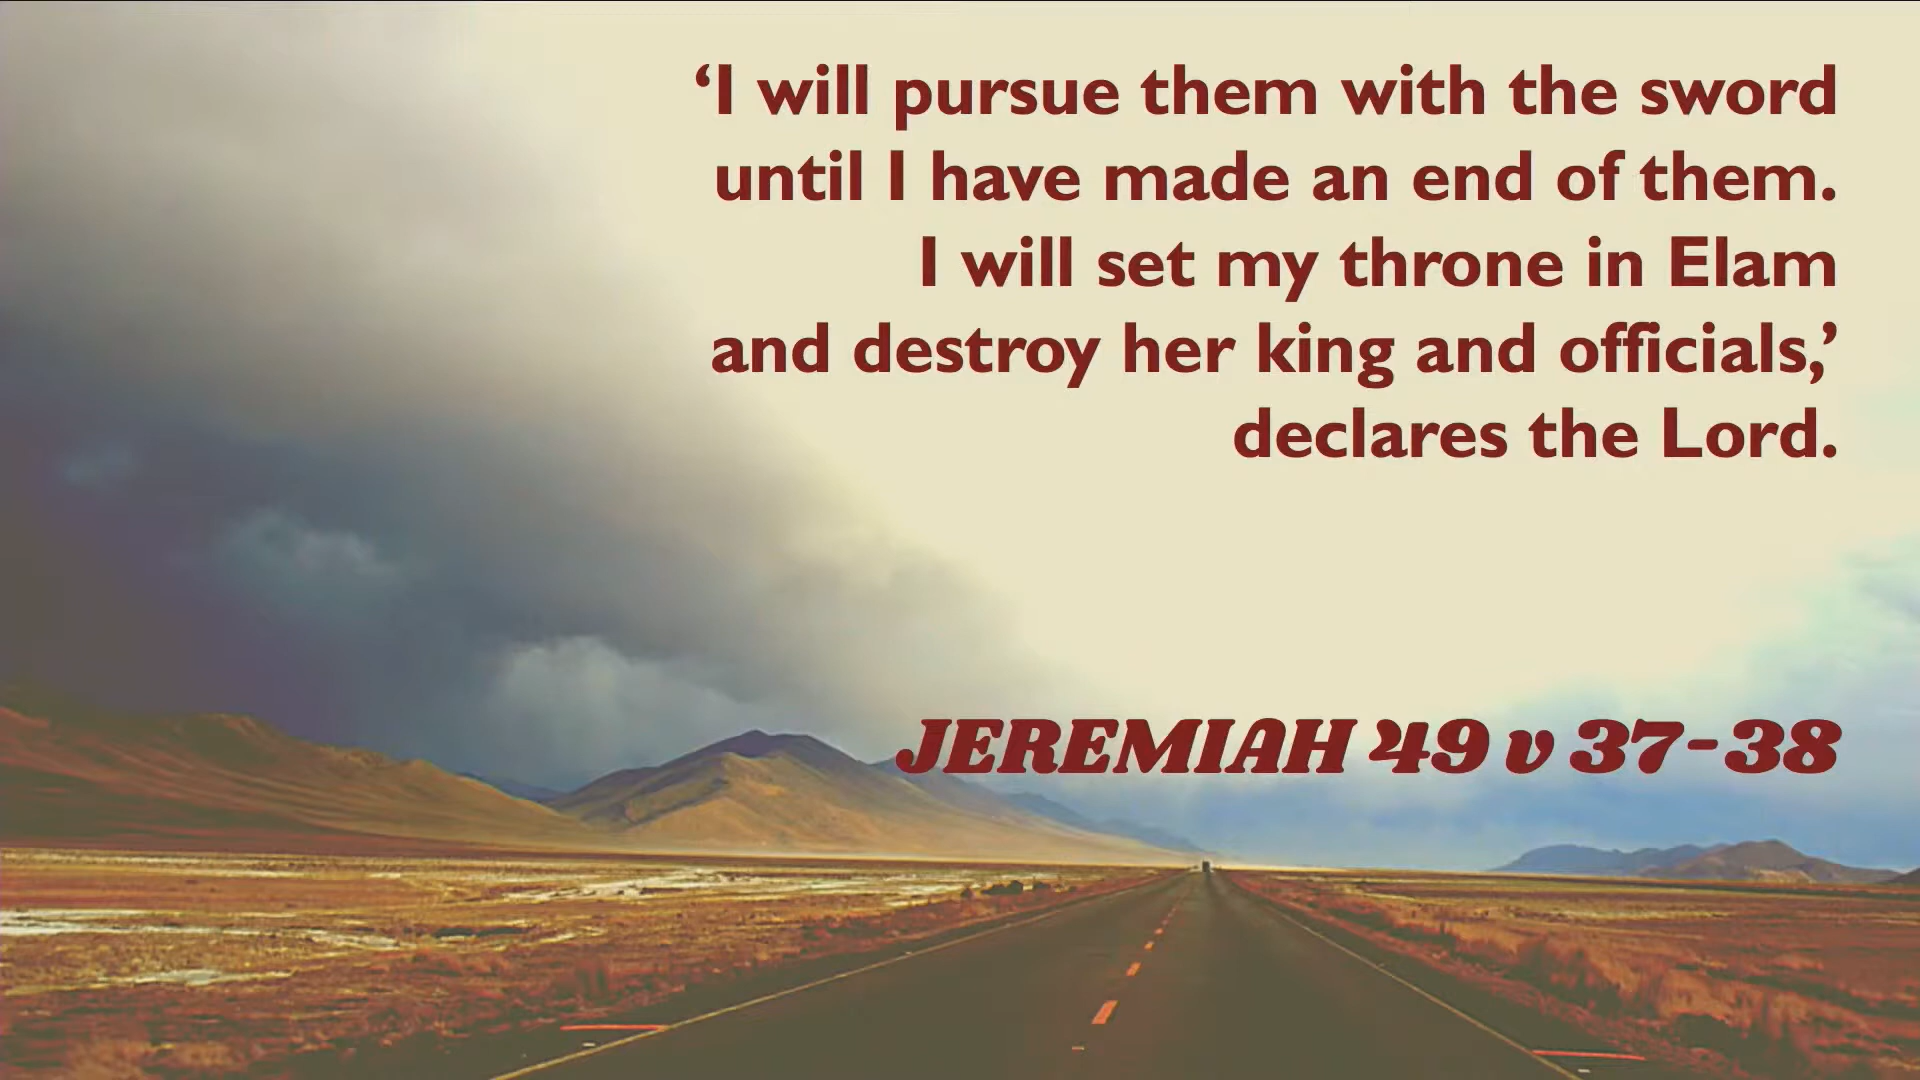 ‘I will pursue them with the sword
until I have made an end of them.
I will set my throne in Elam
and destroy her king and officials,’
declares the Lord.
JEREMIAH 49 v 37-38